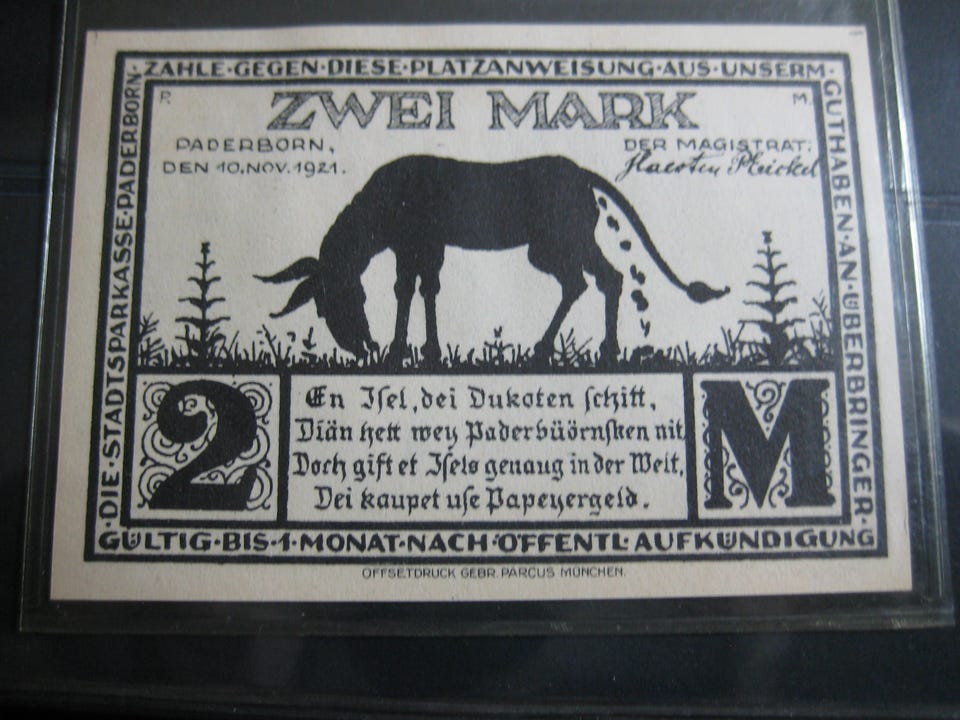 ·ZAHLE·GEGEN·DIESE·PLATZANWEISUNG·AUS·UNSERM·
GUTHABEN·AN·ÜBERBRINGER·
·DIE·STADTSPARKASSE·PADERBORN·
P.
ZWEI MARK
M.
PADERBORN,
DEN 10.NOV.1921.
DER MAGISTRAT:
2
En Isel, dei Dukoten schitt,
Diän hett wey Paderbüörnsken nit,
Doch gift et Isels genaug in der Welt,
Dei kaupet use Papeyergeld.
M
GÜLTIG·BIS·1·MONAT·NACH·ÖFFENTL·AUFKÜNDIGUNG
OFFSETDRUCK GEBR. PARCUS MÜNCHEN.